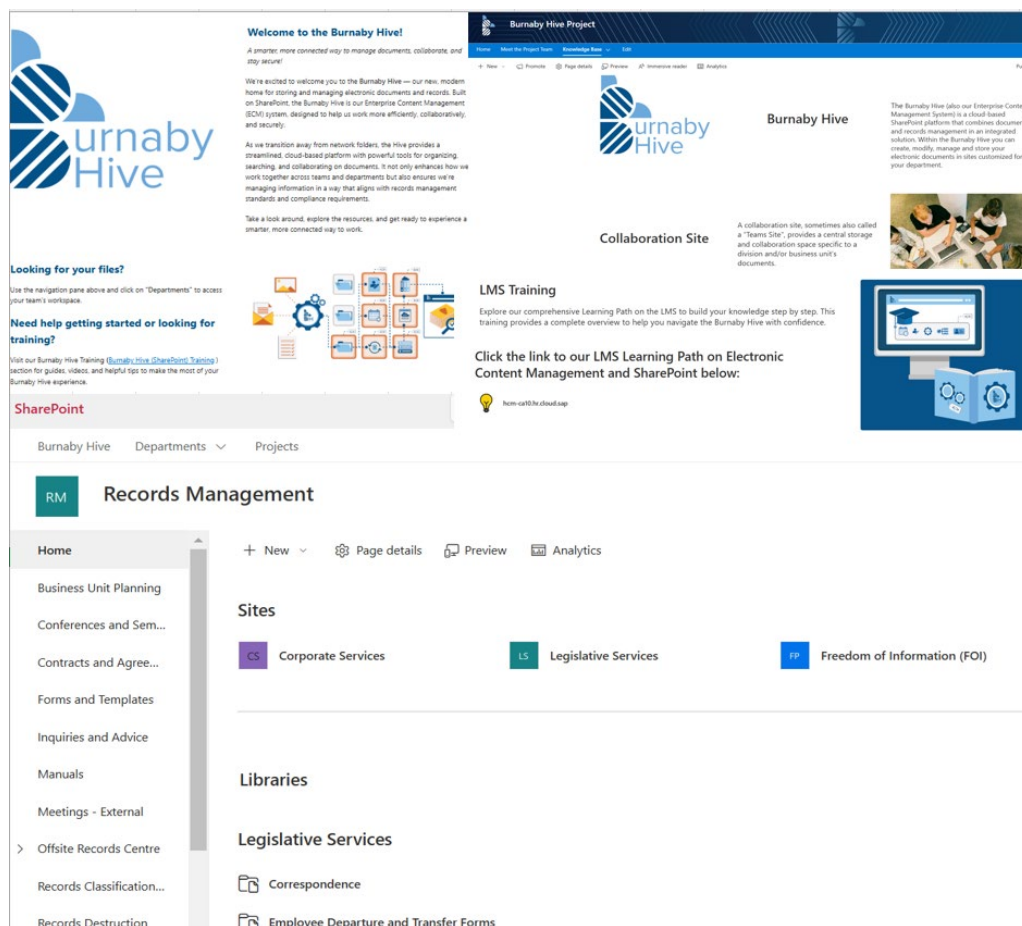 Burnaby
Hive
Welcome to the Burnaby Hive!
A smarter, more connected way to manage documents, collaborate, and
stay secure!
We're excited to welcome you to the Burnaby Hive — our new, modern
home for storing and managing electronic documents and records. Built
on SharePoint, the Burnaby Hive is our Enterprise Content Management
(ECM) system, designed to help us work more efficiently, collaboratively,
and securely.
As we transition away from network folders, the Hive provides a
streamlined, cloud-based platform with powerful tools for organizing,
searching, and collaborating on documents. It not only enhances how we
work together across teams and departments but also ensures we're
managing information in a way that aligns with records management
standards and compliance requirements.
Take a look around, explore the resources, and get ready to experience a
smarter, more connected way to work.
Looking for your files?
Use the navigation pane above and click on "Departments" to access
your team's workspace.
Need help getting started or looking for
training?
Visit our Burnaby Hive Training (Burnaby Hive (SharePoint) Training )
section for guides, videos, and helpful tips to make the most of your
Burnaby Hive experience.
Burnaby Hive Project
Home Meet the Project Team Knowledge Base Edit
+ New Promote Page details Preview Immersive reader Analytics
Burnaby
Hive
Burnaby Hive
The Burnaby Hive (also our Enterprise Conte
Management System) is a cloud-based
SharePoint platform that combines documen
and records management in an integrated
solution. Within the Burnaby Hive you can
create, modify, manage and store your
electronic documents in sites customized for
your department.
Collaboration Site
A collaboration site, sometimes also called
a "Teams Site", provides a central storage
and collaboration space specific to a
division and/or business unit's
documents.
LMS Training
Explore our comprehensive Learning Path on the LMS to build your knowledge step by step. This
training provides a complete overview to help you navigate the Burnaby Hive with confidence.
Click the link to our LMS Learning Path on Electronic
Content Management and SharePoint below:
hcm-ca10.hr.cloud.sap
SharePoint
Burnaby Hive Departments Projects
RM Records Management
Home
Business Unit Planning
Conferences and Sem...
Contracts and Agree...
Forms and Templates
Inquiries and Advice
Manuals
Meetings - External
Offsite Records Centre
Records Classification...
Records Destruction
+ New Page details Preview Analytics
Sites
CS Corporate Services
LS Legislative Services
FP Freedom of Information (FOI)
Libraries
Legislative Services
Correspondence
Employee Departure and Transfer Forms